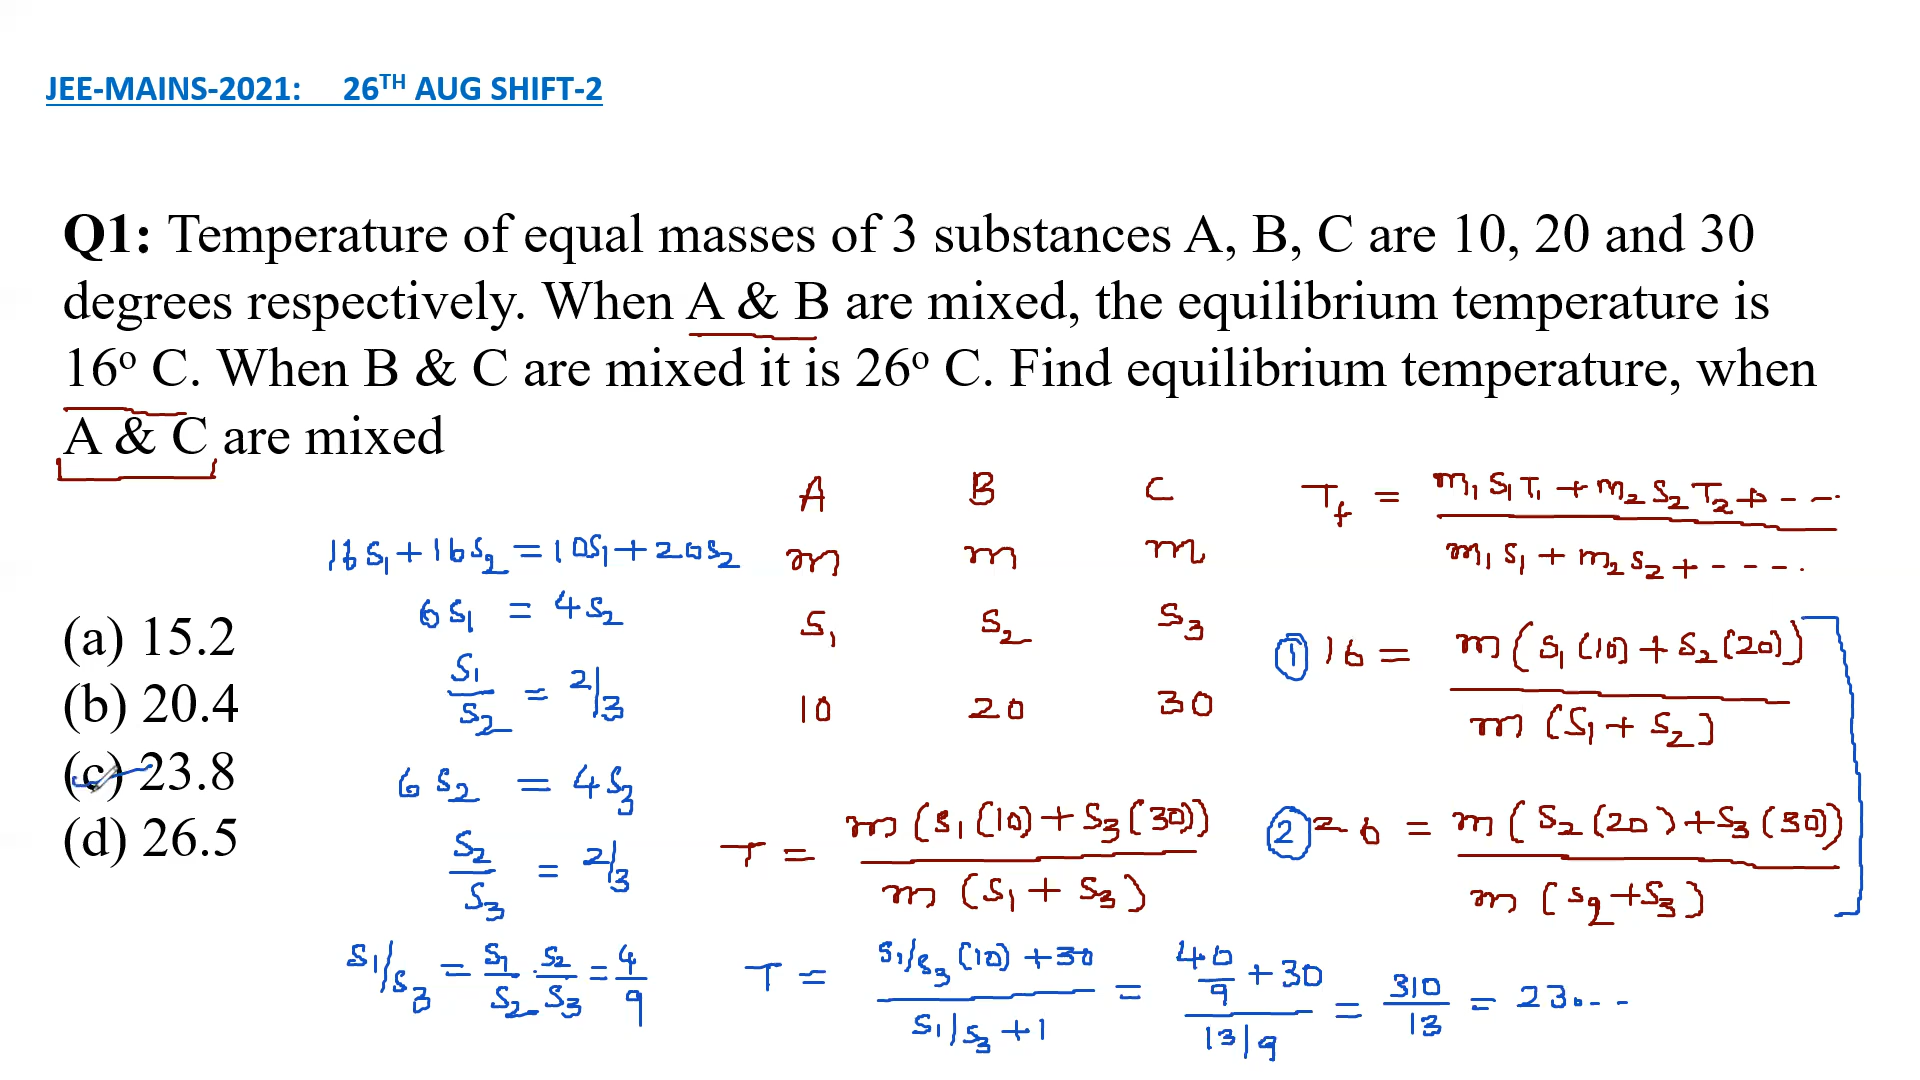 JEE-MAINS-2021: 26TH AUG SHIFT-2
Q1: Temperature of equal masses of 3 substances A, B, C are 10, 20 and 30
degrees respectively. When A & B are mixed, the equilibrium temperature is
16º C. When B & C are mixed it is 26º C. Find equilibrium temperature, when
A & C are mixed
(a) 15.2
(b) 20.4
(c) 23.8
(d) 26.5
16S₁ + 16S₂ = 10S₁ + 20S₂
6S₁ = 4S₂
S₁/S₂ = 2/3
6S₂ = 4S₃
S₂/S₃ = 2/3
S₁/S₃ = S₁/S₂ . S₂/S₃ = 4/9
A B C
m m m
S₁ S₂ S₃
10 20 30
T = m(S₁(10) + S₃(30)) / m(S₁ + S₃)
T = (S₁/S₃ (10) + 30) / (S₁/S₃ + 1) = (40/9 + 30) / (13/9) = 310/13 = 23.--
T_f = (m₁S₁T₁ + m₂S₂T₂ + ---) / (m₁S₁ + m₂S₂ + ----.)
① 16 = m(S₁(10) + S₂(20)) / m(S₁ + S₂)
② 26 = m(S₂(20) + S₃(30)) / m(S₂ + S₃)